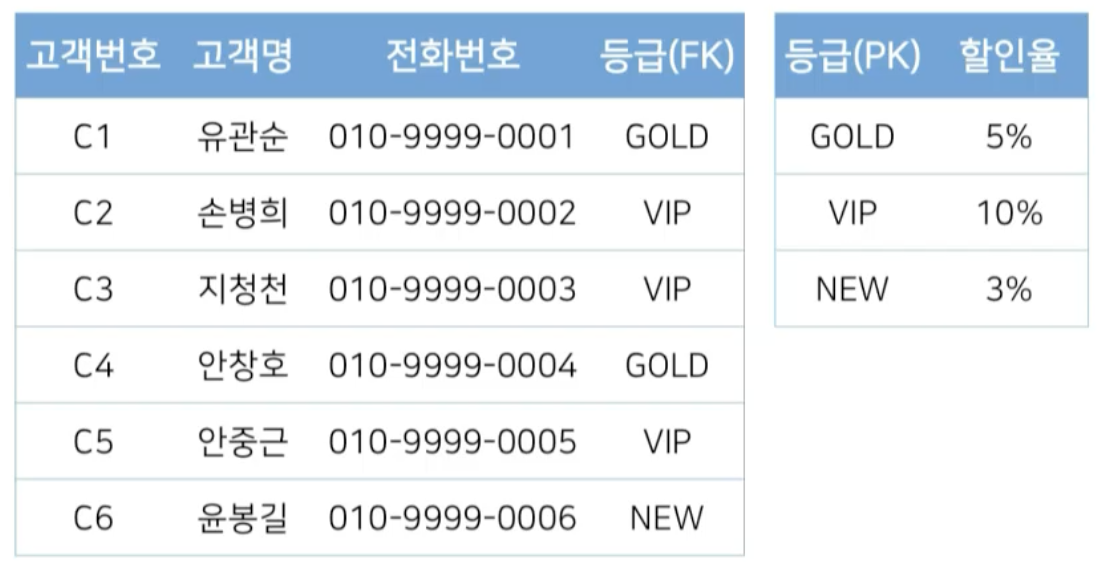 고객번호 고객명 전화번호 등급(FK)
C1 유관순 010-9999-0001 GOLD
C2 손병희 010-9999-0002 VIP
C3 지청천 010-9999-0003 VIP
C4 안창호 010-9999-0004 GOLD
C5 안중근 010-9999-0005 VIP
C6 윤봉길 010-9999-0006 NEW
등급(PK) 할인율
GOLD 5%
VIP 10%
NEW 3%